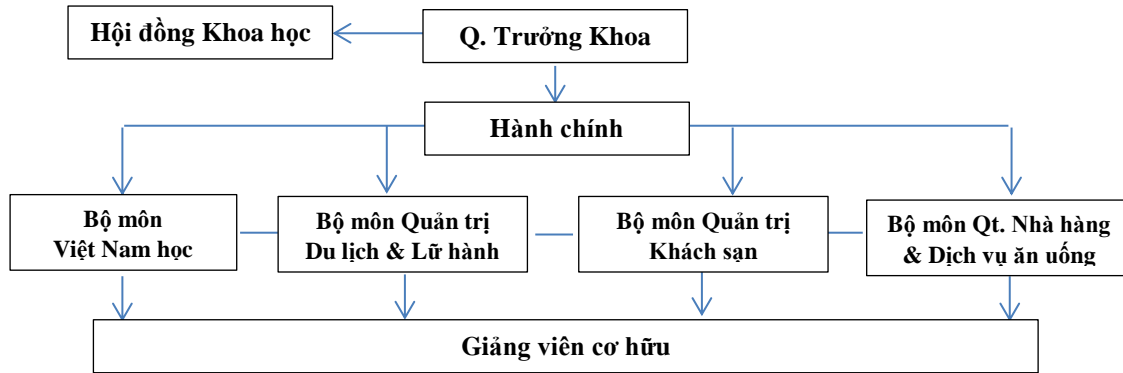 Hội đồng Khoa học
Q. Trưởng Khoa
Hành chính
Bộ môn
Việt Nam học
Bộ môn Quản trị
Du lịch & Lữ hành
Bộ môn Quản trị
Khách sạn
Bộ môn Qt. Nhà hàng
& Dịch vụ ăn uống
Giảng viên cơ hữu